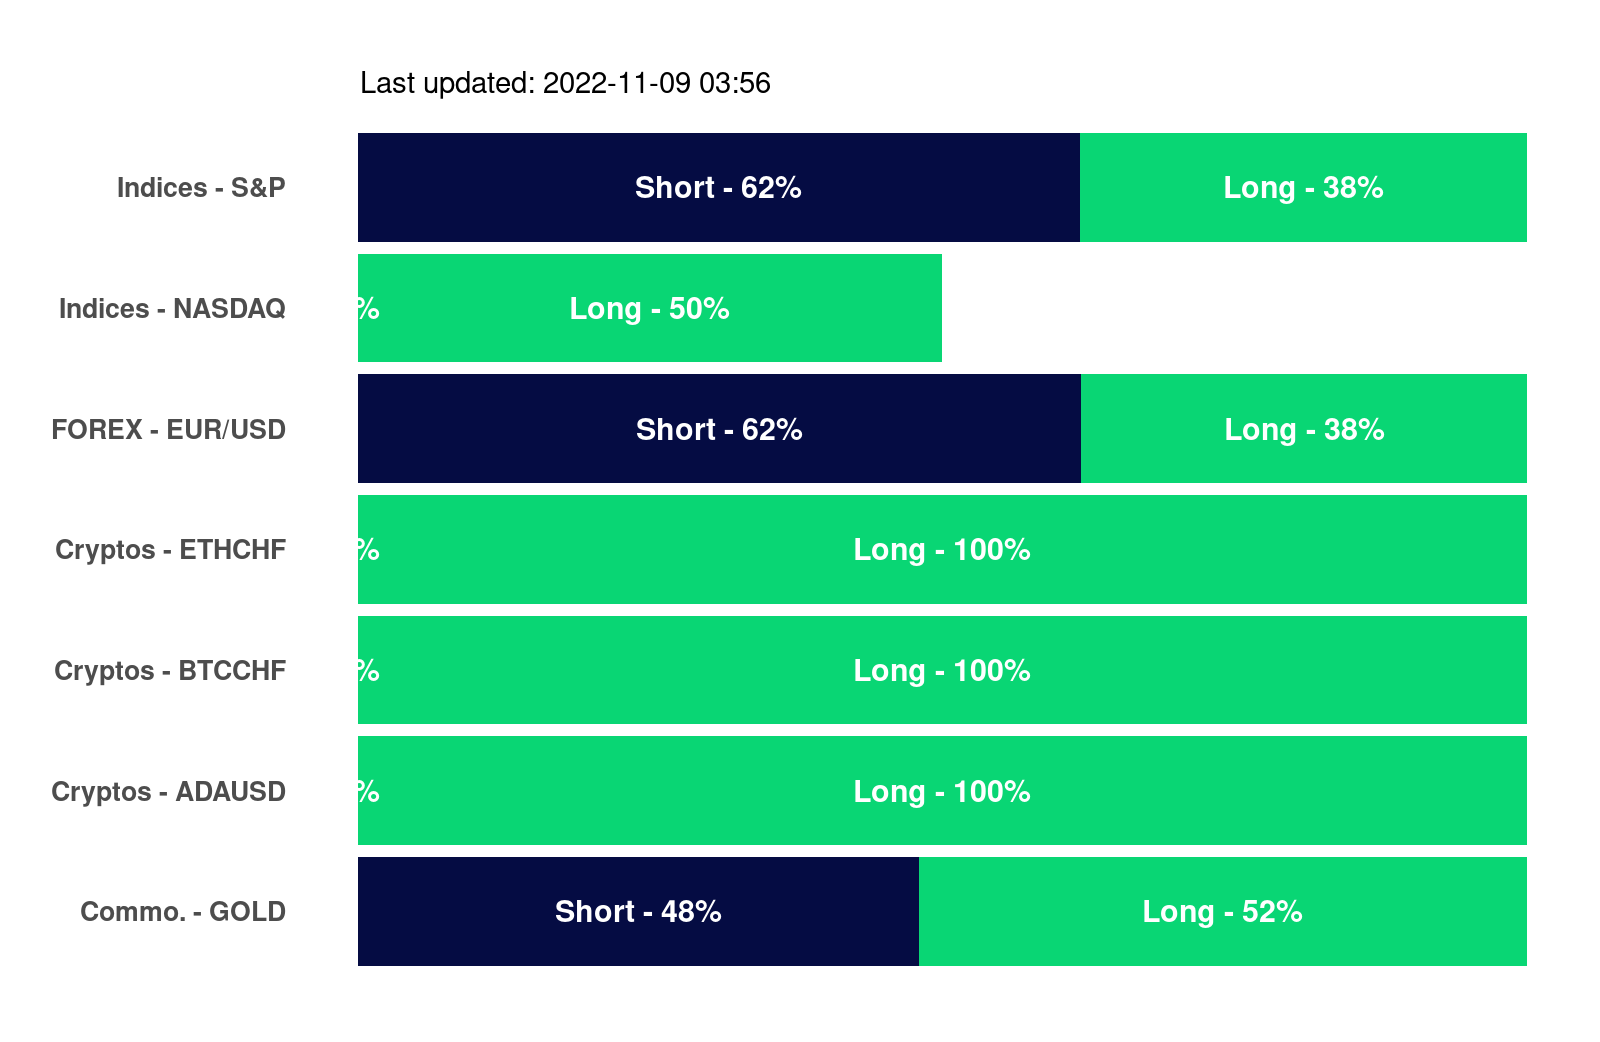 Last updated: 2022-11-09 03:56
Indices - S&P Short - 62% Long - 38%
Indices - NASDAQ % Long - 50%
FOREX - EUR/USD Short - 62% Long - 38%
Cryptos - ETHCHF % Long - 100%
Cryptos - BTCCHF % Long - 100%
Cryptos - ADAUSD % Long - 100%
Commo. - GOLD Short - 48% Long - 52%